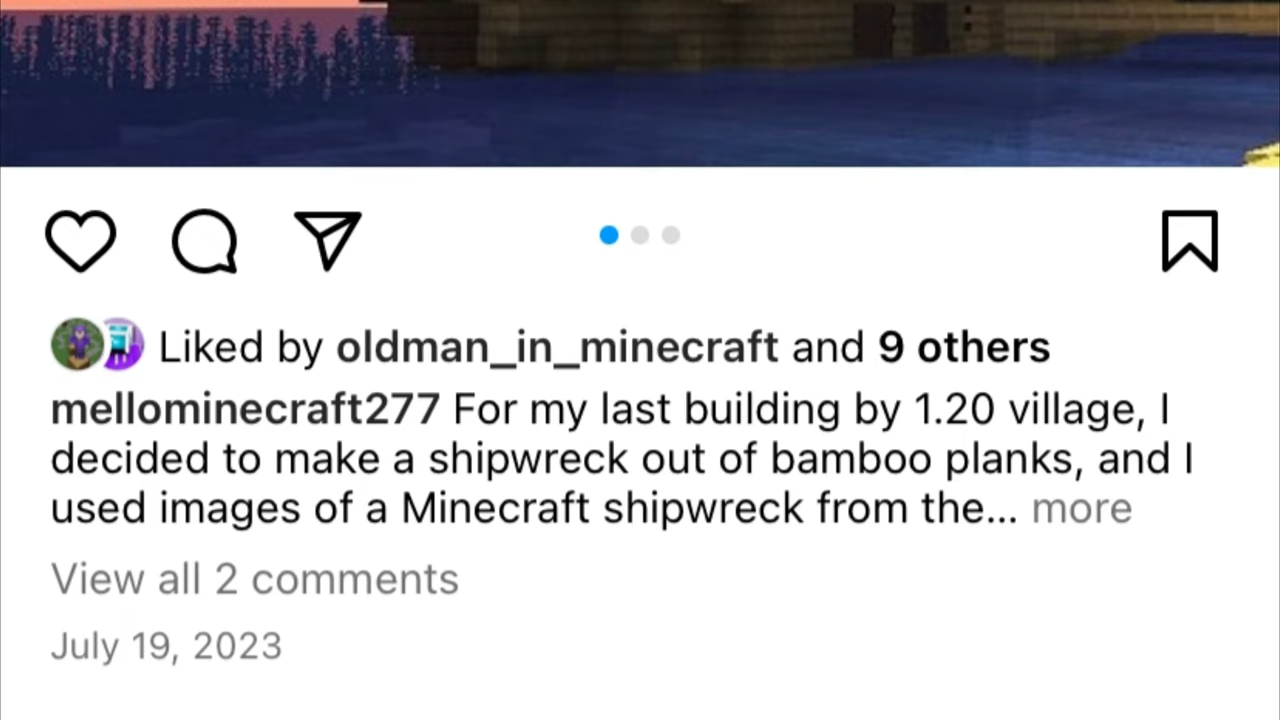 Liked by oldman_in_minecraft and 9 others
mellominecraft277 For my last building by 1.20 village, I
decided to make a shipwreck out of bamboo planks, and I
used images of a Minecraft shipwreck from the... more
View all 2 comments
July 19, 2023